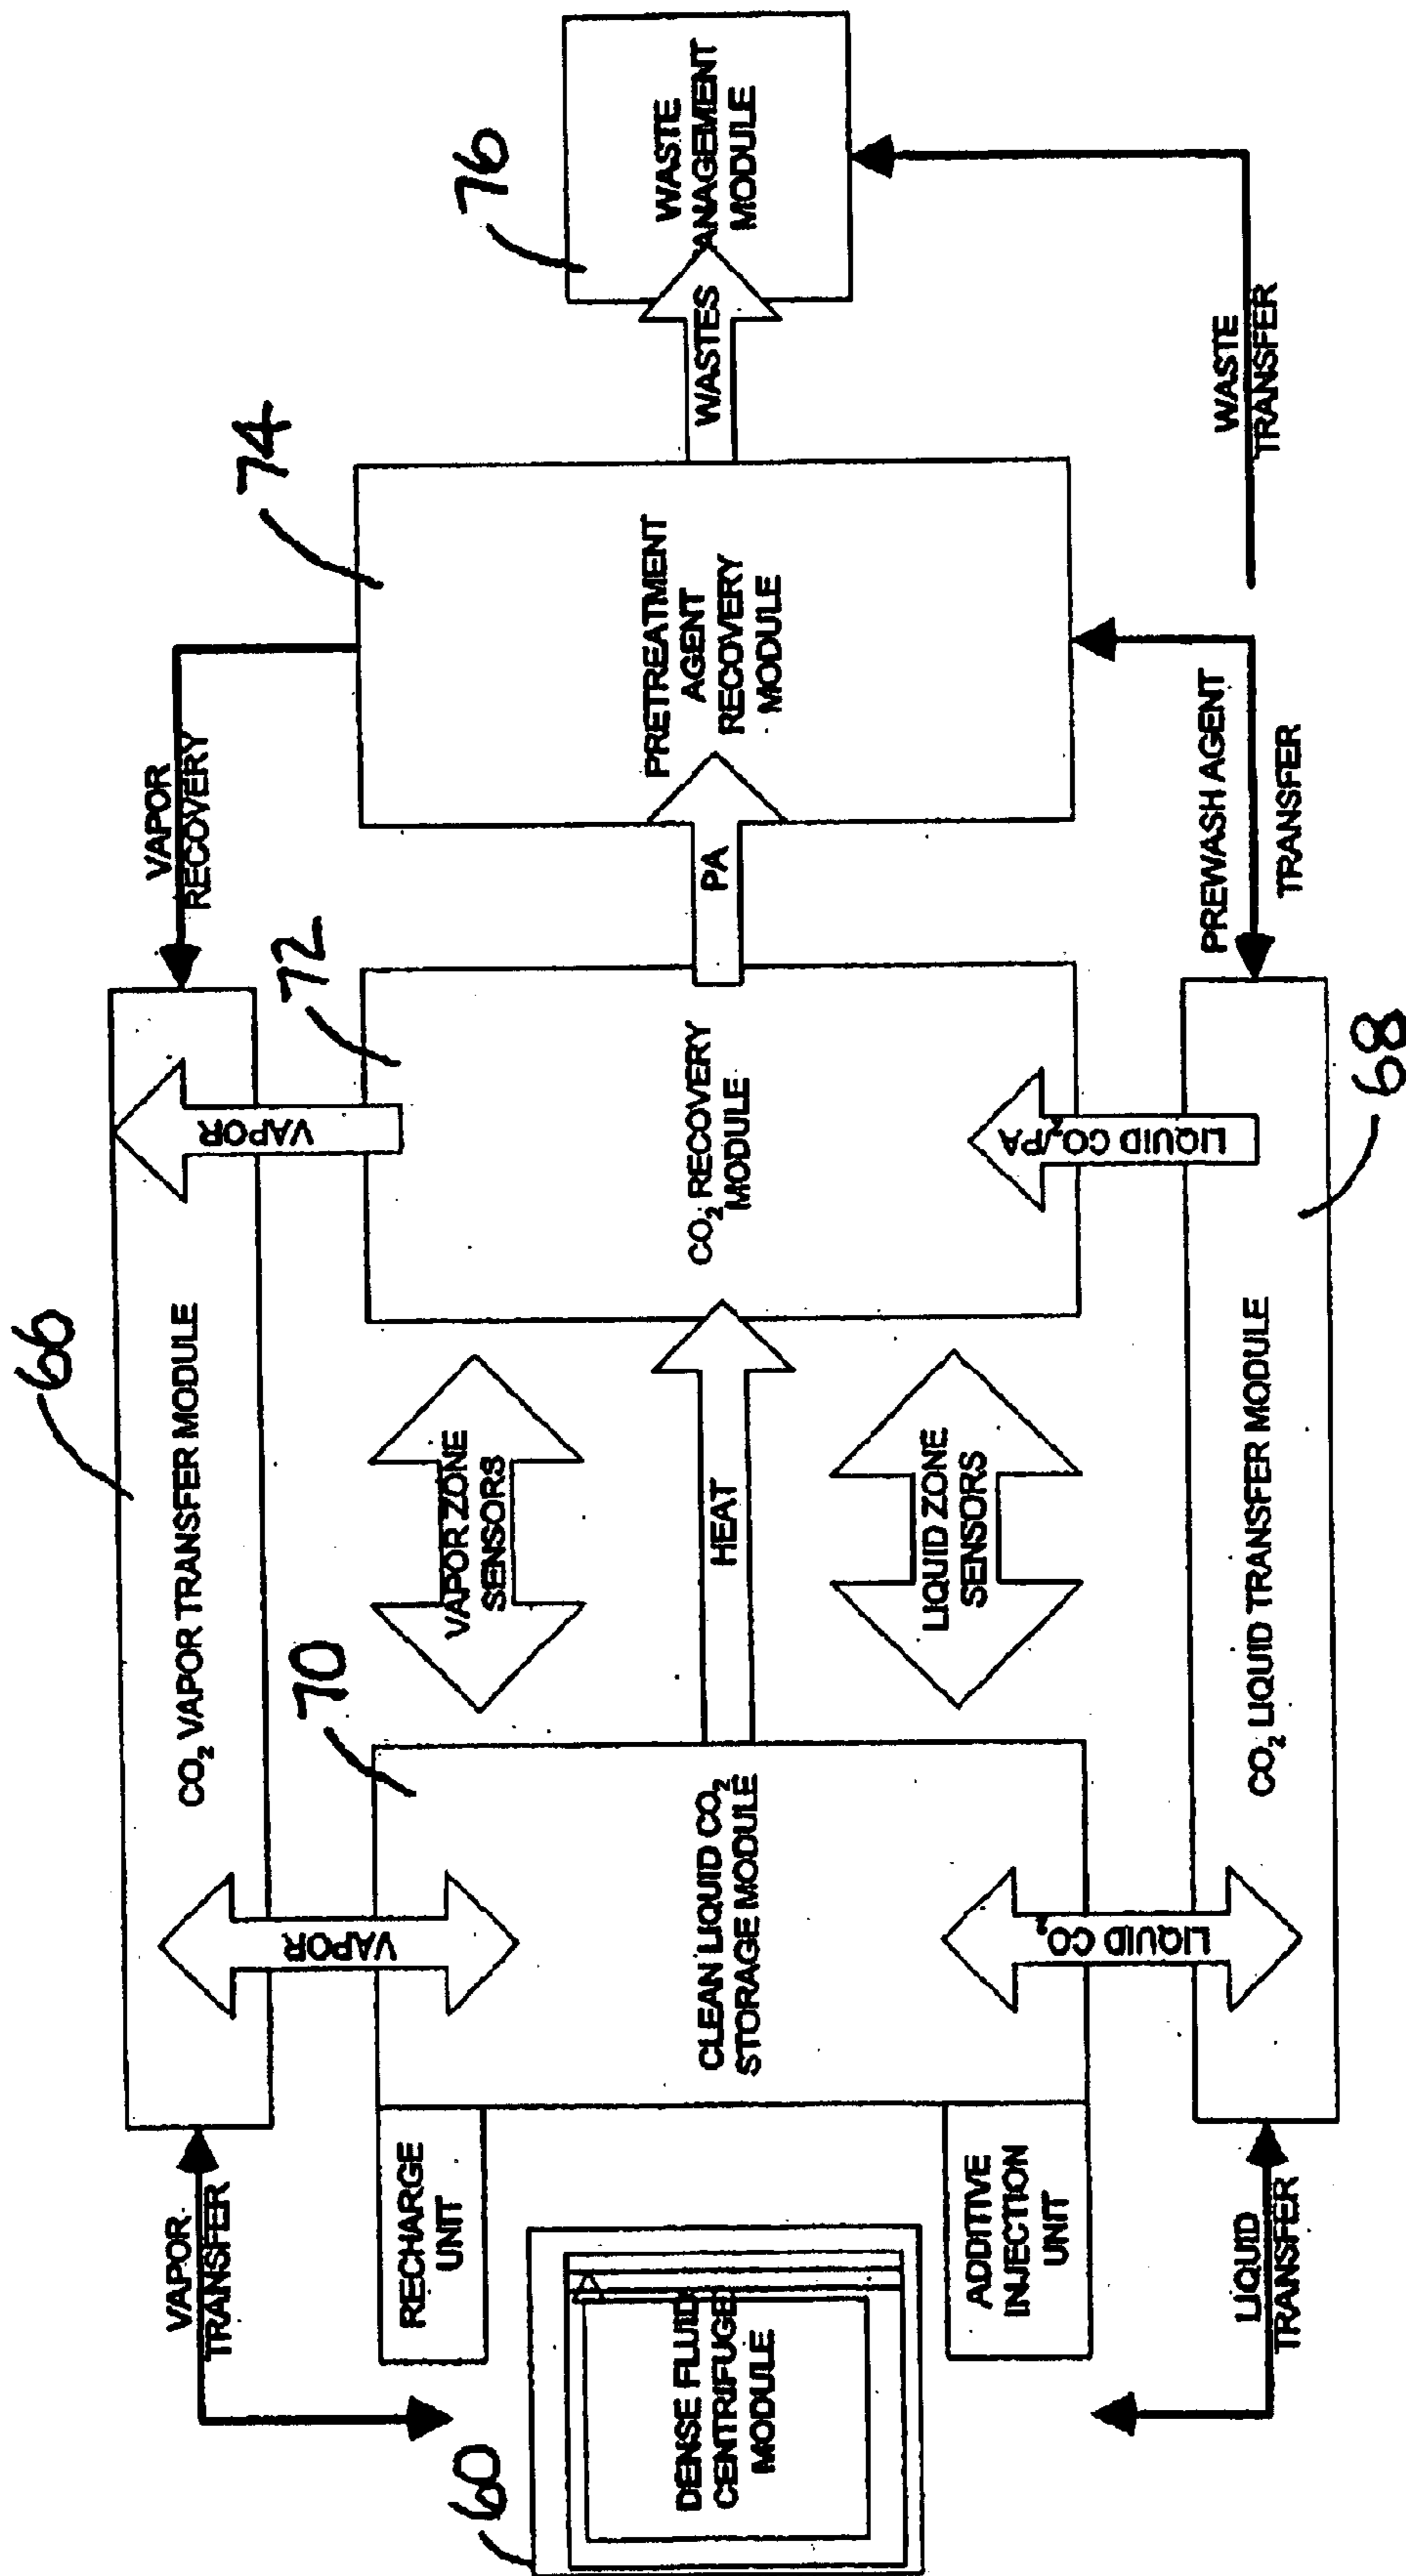 66
CO₂ VAPOR TRANSFER MODULE
VAPOR
TRANSFER
VAPOR
RECOVERY
VAPOR
VAPOR
70
72
74
76
60
RECHARGE
UNIT
DENSE FLUID
CENTRIFUGE
MODULE
ADDITIVE
INJECTION
UNIT
CLEAN LIQUID CO₂
STORAGE MODULE
VAPOR ZONE
SENSORS
HEAT
LIQUID ZONE
SENSORS
CO₂ RECOVERY
MODULE
PA
PRETREATMENT
AGENT
RECOVERY
MODULE
WASTES
WASTE
ANAGEMENT
MODULE
LIQUID CO₂
LIQUID CO₂/PA
LIQUID
TRANSFER
CO₂ LIQUID TRANSFER MODULE
68
PREWASH AGENT
TRANSFER
WASTE
TRANSFER